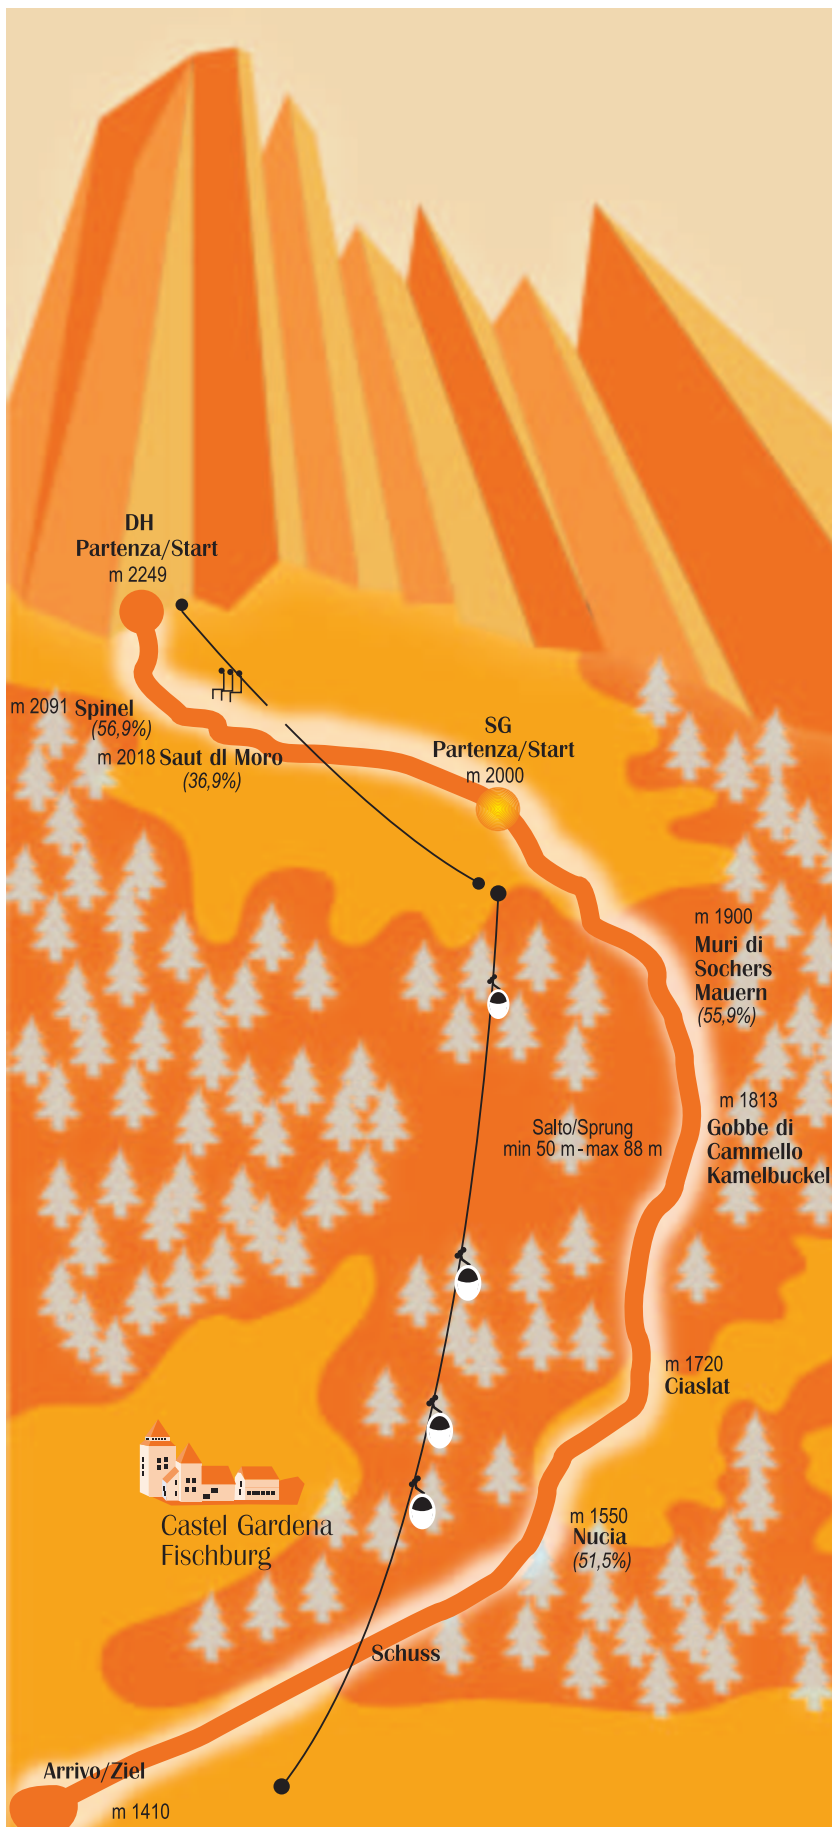 DH
Partenza/Start
m 2249
m 2091 Spinel
(56,9%)
m 2018 Saut dl Moro
(36,9%)
SG
Partenza/Start
m 2000
m 1900
Muri di
Sochers
Mauern
(55,9%)
m 1813
Gobbe di
Cammello
Kamelbuckel
Salto/Sprung
min 50 m - max 88 m
m 1720
Ciaslat
Castel Gardena
Fischburg
m 1550
Nucia
(51,5%)
Schuss
Arrivo/Ziel
m 1410